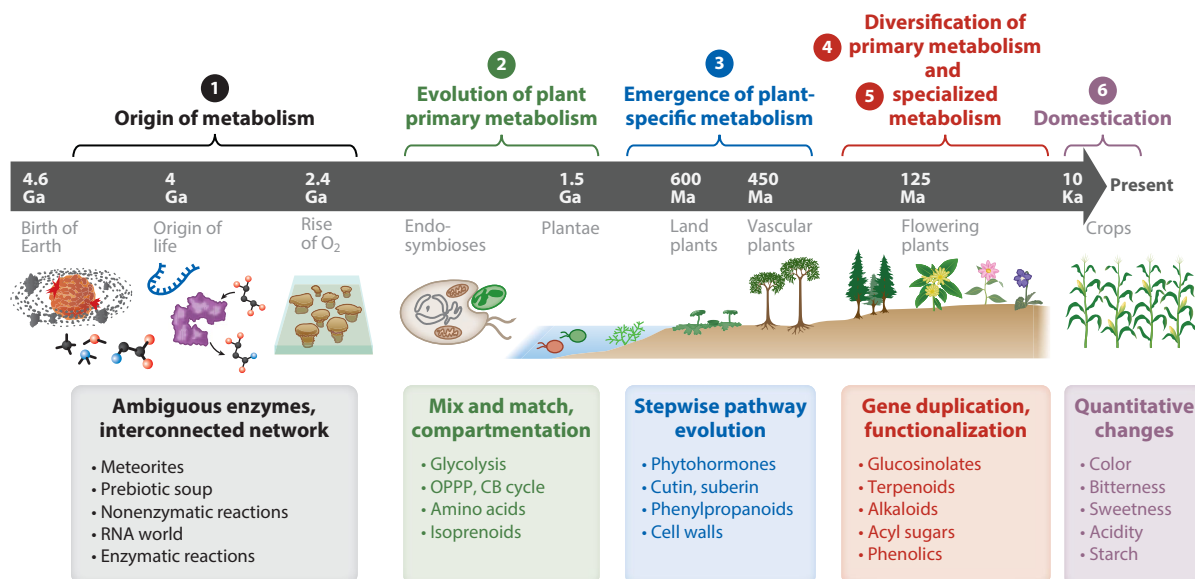 1
Origin of metabolism
2
Evolution of plant
primary metabolism
3
Emergence of plant-
specific metabolism
Diversification of
4 primary metabolism
and
5 specialized
metabolism
6
Domestication
4.6
Ga
4
Ga
2.4
Ga
1.5
Ga
600
Ma
450
Ma
125
Ma
10
Ka
Present
Birth of
Earth
Origin of
life
Rise
of O₂
Endo-
symbioses
Plantae
Land
plants
Vascular
plants
Flowering
plants
Crops
Ambiguous enzymes,
interconnected network
• Meteorites
• Prebiotic soup
• Nonenzymatic reactions
• RNA world
• Enzymatic reactions
Mix and match,
compartmentation
• Glycolysis
• OPPP, CB cycle
• Amino acids
• Isoprenoids
Stepwise pathway
evolution
• Phytohormones
• Cutin, suberin
• Phenylpropanoids
• Cell walls
Gene duplication,
functionalization
• Glucosinolates
• Terpenoids
• Alkaloids
• Acyl sugars
• Phenolics
Quantitative
changes
• Color
• Bitterness
• Sweetness
• Acidity
• Starch